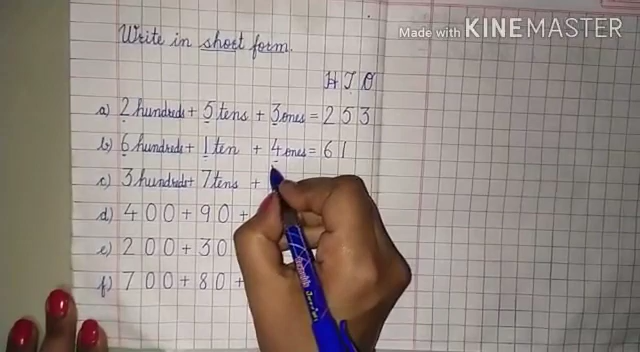 Made with KINEMASTER
Write in short form.
H T O
a) 2 hundreds + 5 tens + 3 ones = 2 5 3
b) 6 hundreds + 1 ten + 4 ones = 6 1
c) 3 hundreds + 7 tens +
d) 4 0 0 + 9 0 +
e) 2 0 0 + 3 0
f) 7 0 0 + 8 0 +